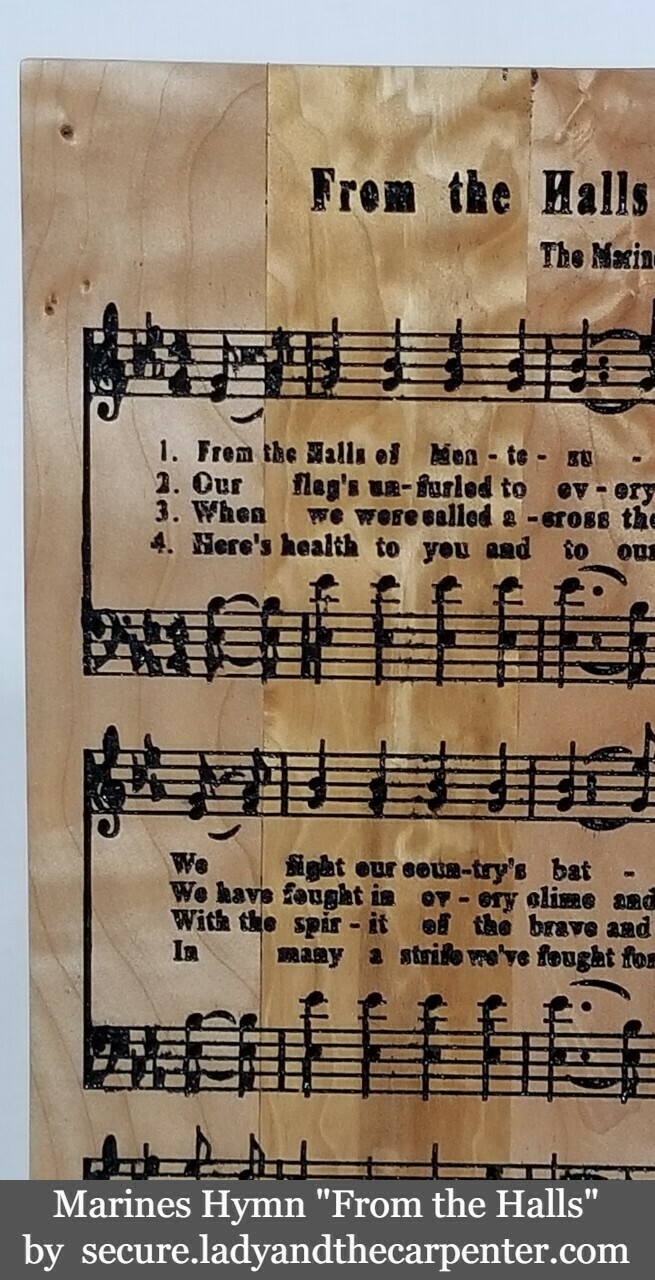 From the Halls
The Marin
1. From the Halls of Mon - te - zu -
2. Our flag's un-furled to ev - ery
3. When we were called a -cross the
4. Here's health to you and to our
We fight our coun-try's bat -
We have fought in ev - ery clime and
With the spir - it of the brave and
In many a strife we've fought for
Marines Hymn "From the Halls"
by secure.ladyandthecarpenter.com